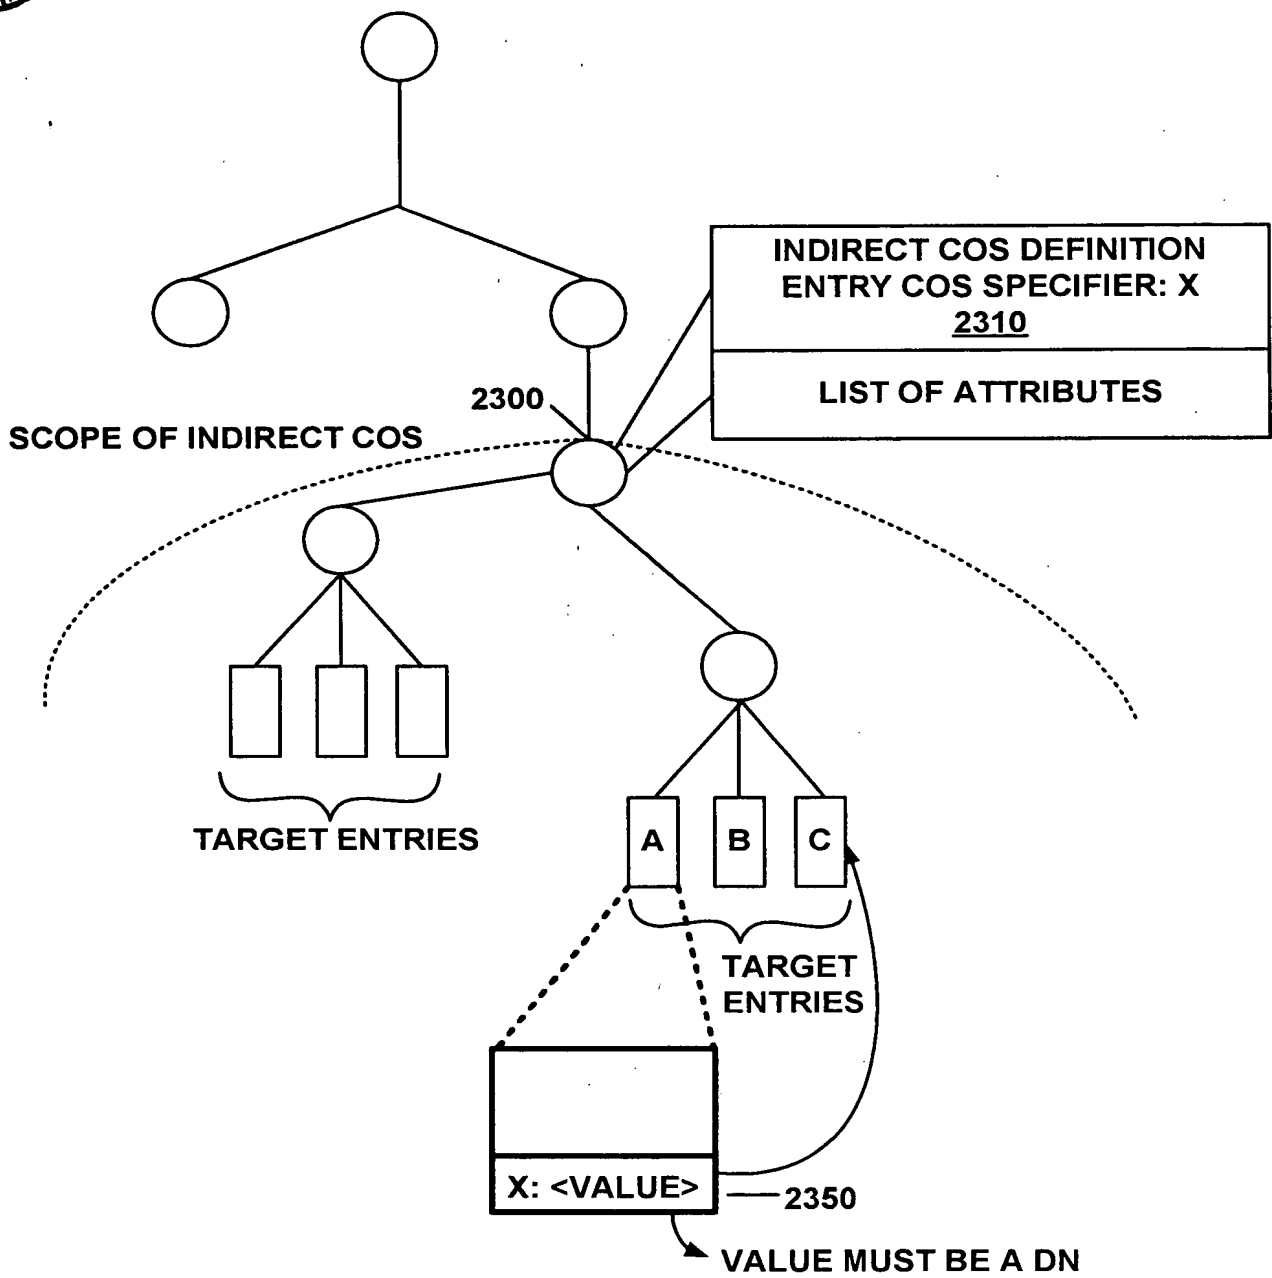 INDIRECT COS DEFINITION
ENTRY COS SPECIFIER: X
2310
LIST OF ATTRIBUTES
2300
SCOPE OF INDIRECT COS
TARGET ENTRIES
A
B
C
TARGET
ENTRIES
X: <VALUE>
2350
VALUE MUST BE A DN